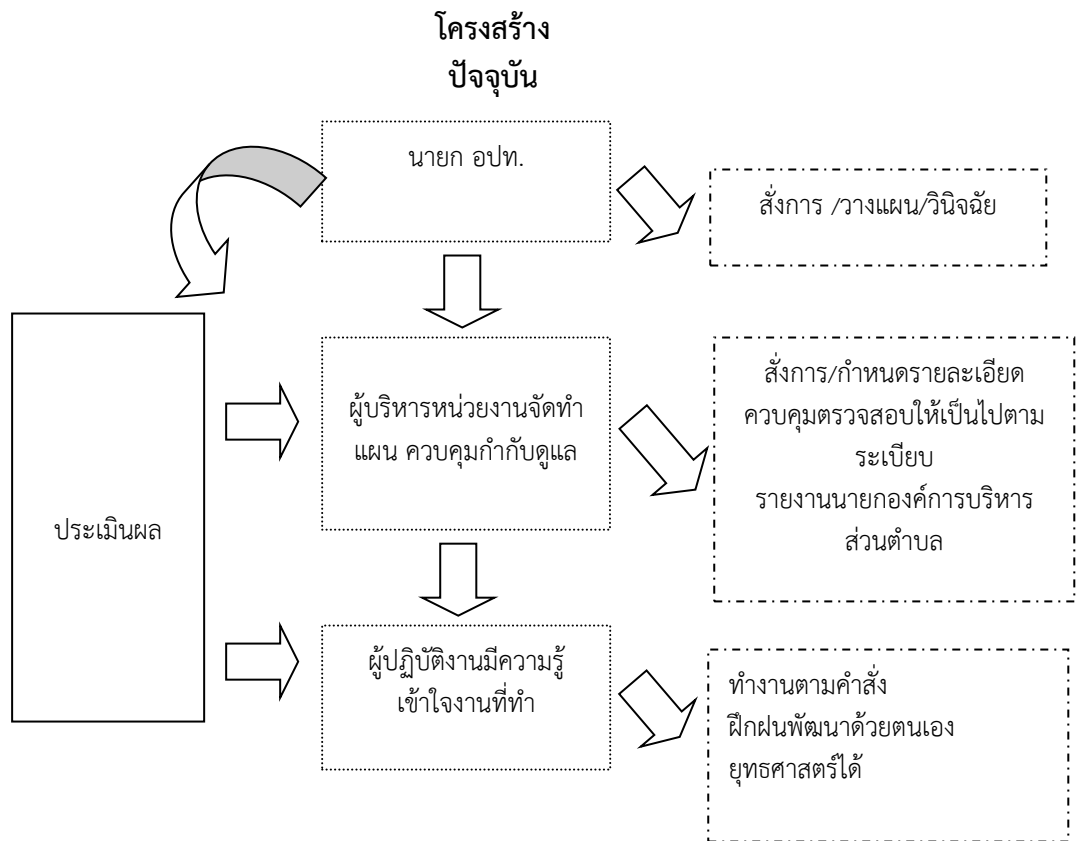 โครงสร้าง
ปัจจุบัน
นายก อปท.
สั่งการ /วางแผน/วินิจฉัย
ผู้บริหารหน่วยงานจัดทำ
แผน ควบคุมกำกับดูแล
สั่งการ/กำหนดรายละเอียด
ควบคุมตรวจสอบให้เป็นไปตาม
ระเบียบ
รายงานนายกองค์การบริหาร
ส่วนตำบล
ประเมินผล
ผู้ปฏิบัติงานมีความรู้
เข้าใจงานที่ทำ
ทำงานตามคำสั่ง
ฝึกฝนพัฒนาด้วยตนเอง
ยุทธศาสตร์ได้